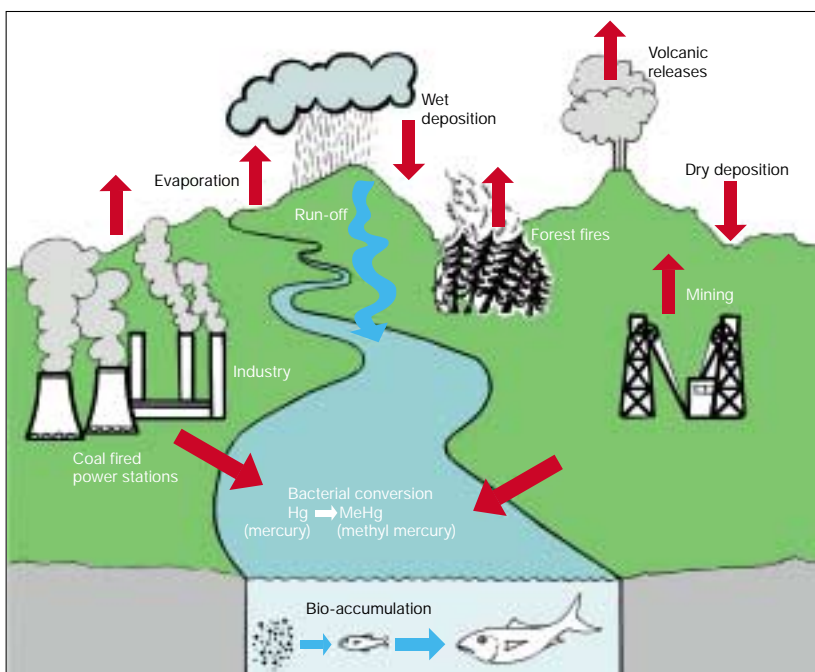 Volcanic
releases
Wet
deposition
Evaporation
Dry deposition
Run-off
Forest fires
Mining
Industry
Coal fired
power stations
Bacterial conversion
Hg MeHg
(mercury) (methyl mercury)
Bio-accumulation